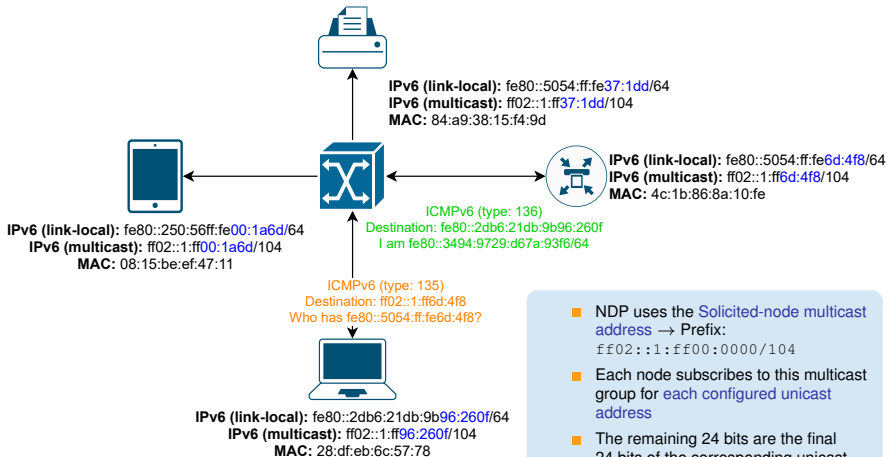 IPv6 (link-local): fe80::5054:ff:fe37:1dd/64
IPv6 (multicast): ff02::1:ff37:1dd/104
MAC: 84:a9:38:15:f4:9d
IPv6 (link-local): fe80::5054:ff:fe6d:4f8/64
IPv6 (multicast): ff02::1:ff6d:4f8/104
MAC: 4c:1b:86:8a:10:fe
IPv6 (link-local): fe80::250:56ff:fe00:1a6d/64
IPv6 (multicast): ff02::1:ff00:1a6d/104
MAC: 08:15:be:ef:47:11
ICMPv6 (type: 136)
Destination: fe80::2db6:21db:9b96:260f
I am fe80::3494:9729:d67a:93f6/64
ICMPv6 (type: 135)
Destination: ff02::1:ff6d:4f8
Who has fe80::5054:ff:fe6d:4f8?
IPv6 (link-local): fe80::2db6:21db:9b96:260f/64
IPv6 (multicast): ff02::1:ff96:260f/104
MAC: 28:df:eb:6c:57:78
NDP uses the Solicited-node multicast
address → Prefix:
ff02::1:ff00:0000/104
Each node subscribes to this multicast
group for each configured unicast
address
The remaining 24 bits are the final
24 bits of the corresponding unicast